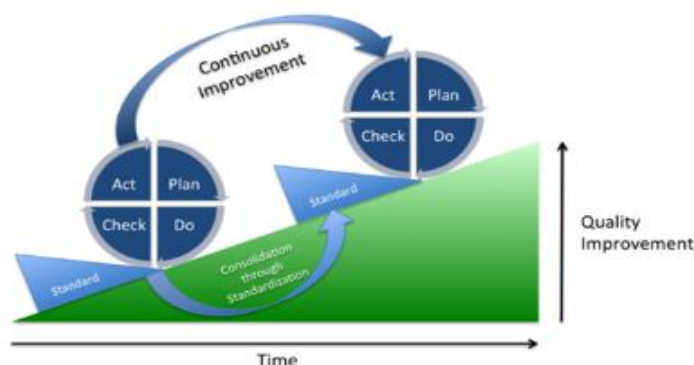 Continuous
Improvement
Act
Plan
Check
Do
Act
Plan
Check
Do
Standard
Standard
Consolidation
through
Standardization
Quality
Improvement
Time